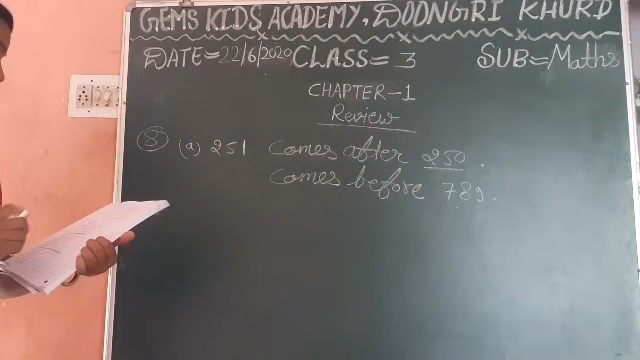 GEMS KIDS ACADEMY, DOONGRI KHURD
DATE=22/6/2020 CLASS=3 SUB=Maths
CHAPTER-1
Review
8 (a) 251 Comes after 250.
Comes before 789.